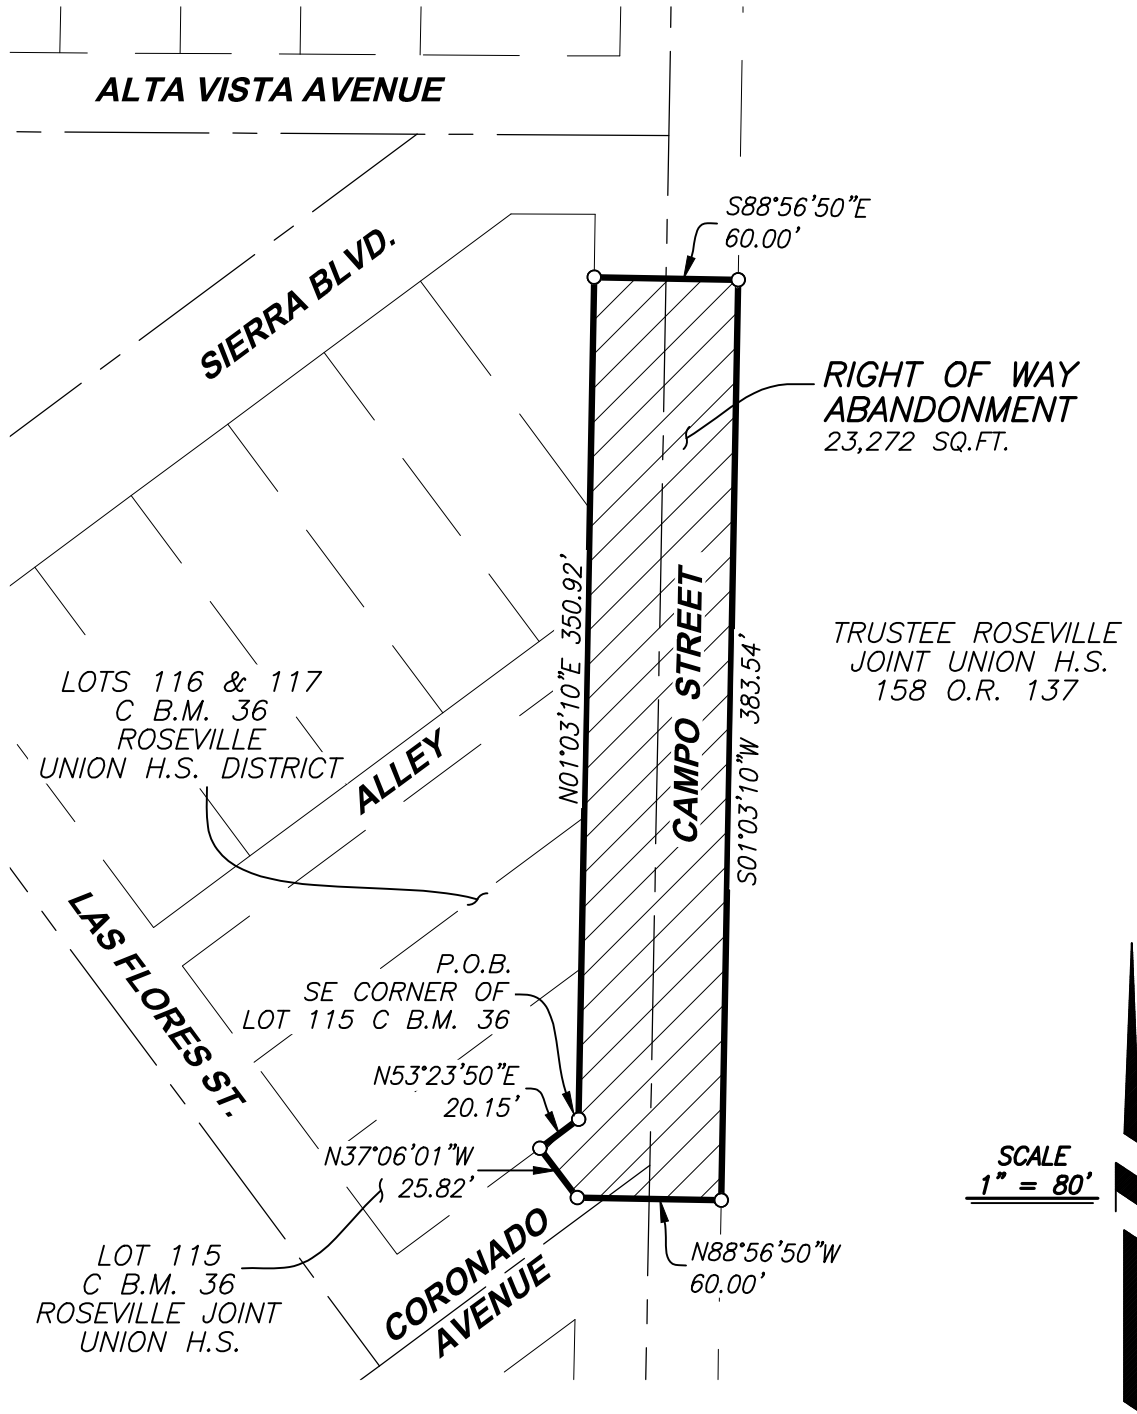 ALTA VISTA AVENUE
S88°56'50"E
60.00'
SIERRA BLVD.
RIGHT OF WAY
ABANDONMENT
23,272 SQ.FT.
N01°03'10"E 350.92'
CAMPO STREET
S01°03'10"W 383.54'
TRUSTEE ROSEVILLE
JOINT UNION H.S.
158 O.R. 137
LOTS 116 & 117
C B.M. 36
ROSEVILLE
UNION H.S. DISTRICT
ALLEY
LAS FLORES ST.
P.O.B.
SE CORNER OF
LOT 115 C B.M. 36
N53°23'50"E
20.15'
N37°06'01"W
25.82'
SCALE
1" = 80'
LOT 115
C B.M. 36
ROSEVILLE JOINT
UNION H.S.
CORONADO
AVENUE
N88°56'50"W
60.00'